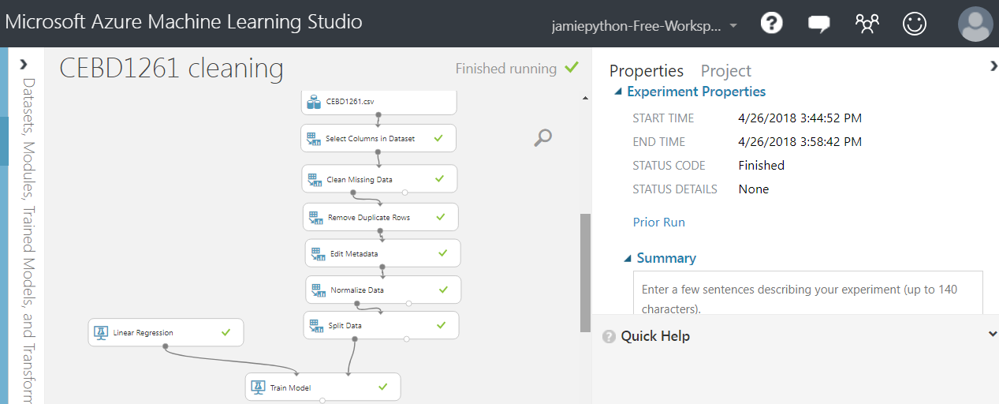 Microsoft Azure Machine Learning Studio
jamiepython-Free-Worksp...
Datasets, Modules, Trained Models, and Transform
CEBD1261 cleaning
Finished running
CEBD1261.csv
Select Columns in Dataset
Clean Missing Data
Remove Duplicate Rows
Edit Metadata
Normalize Data
Split Data
Linear Regression
Train Model
Properties Project
Experiment Properties
START TIME 4/26/2018 3:44:52 PM
END TIME 4/26/2018 3:58:42 PM
STATUS CODE Finished
STATUS DETAILS None
Prior Run
Summary
Enter a few sentences describing your experiment (up to 140
characters).
? Quick Help